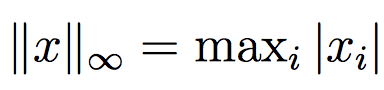 ‖x‖∞ = maxᵢ |xᵢ|